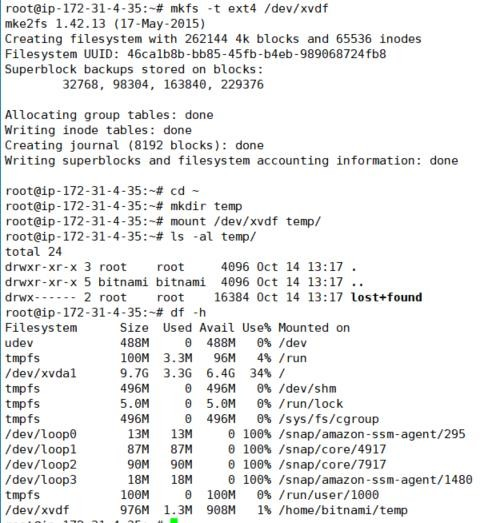 root@ip-172-31-4-35:~# mkfs -t ext4 /dev/xvdf
mke2fs 1.42.13 (17-May-2015)
Creating filesystem with 262144 4k blocks and 65536 inodes
Filesystem UUID: 46ca1b8b-bb85-45fb-b4eb-989068724fb8
Superblock backups stored on blocks:
        32768, 98304, 163840, 229376

Allocating group tables: done
Writing inode tables: done
Creating journal (8192 blocks): done
Writing superblocks and filesystem accounting information: done

root@ip-172-31-4-35:~# cd ~
root@ip-172-31-4-35:~# mkdir temp
root@ip-172-31-4-35:~# mount /dev/xvdf temp/
root@ip-172-31-4-35:~# ls -al temp/
total 24
drwxr-xr-x 3 root    root     4096 Oct 14 13:17 .
drwxr-xr-x 5 bitnami bitnami  4096 Oct 14 13:17 ..
drwx------ 2 root    root    16384 Oct 14 13:17 lost+found
root@ip-172-31-4-35:~# df -h
Filesystem      Size  Used Avail Use% Mounted on
udev            488M     0  488M   0% /dev
tmpfs           100M  3.3M   96M   4% /run
/dev/xvda1      9.7G  3.3G  6.4G  34% /
tmpfs           496M     0  496M   0% /dev/shm
tmpfs           5.0M     0  5.0M   0% /run/lock
tmpfs           496M     0  496M   0% /sys/fs/cgroup
/dev/loop0       13M   13M     0 100% /snap/amazon-ssm-agent/295
/dev/loop1       87M   87M     0 100% /snap/core/4917
/dev/loop2       90M   90M     0 100% /snap/core/7917
/dev/loop3       18M   18M     0 100% /snap/amazon-ssm-agent/1480
tmpfs           100M     0  100M   0% /run/user/1000
/dev/xvdf       976M  1.3M  908M   1% /home/bitnami/temp